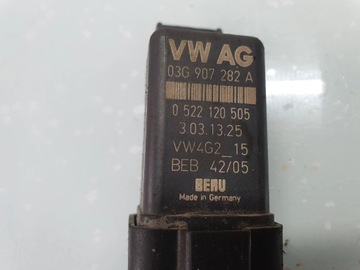 VW AG
03G 907 282 A
0 522 120 505
3.03.13.25
VW4G2_15
BEB 42/05
BERU
Made in Germany